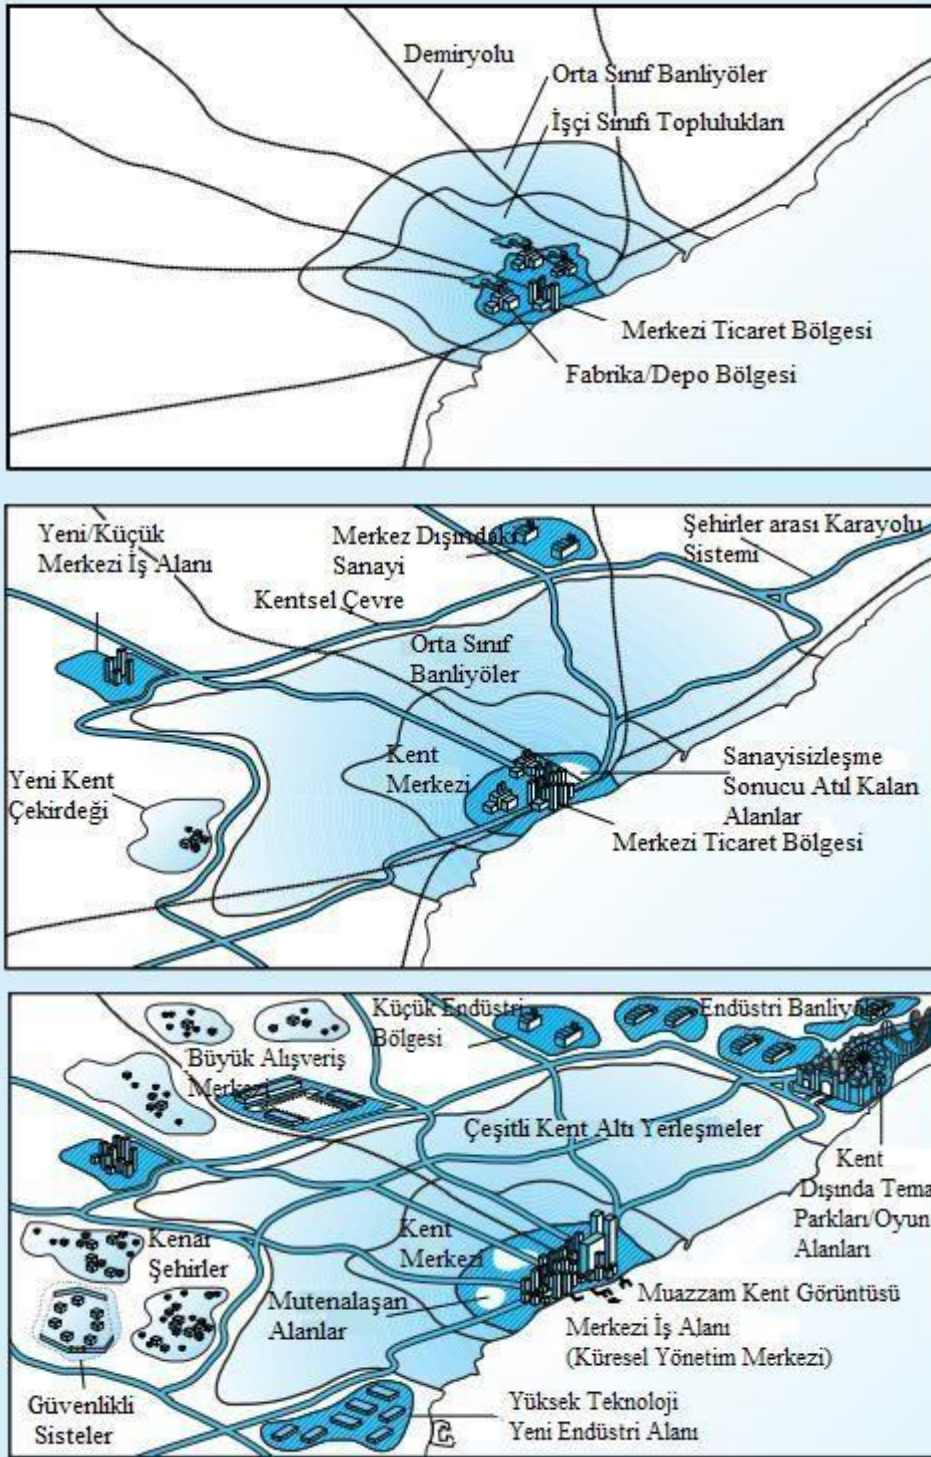 Demiryolu
Orta Sınıf Banliyöler
İşçi Sınıfı Toplulukları
Merkezi Ticaret Bölgesi
Fabrika/Depo Bölgesi
Yeni/Küçük
Merkezi İş Alanı
Merkez Dışındaki
Sanayi
Şehirler arası Karayolu
Sistemi
Kentsel Çevre
Orta Sınıf
Banliyöler
Kent
Merkezi
Yeni Kent
Çekirdeği
Sanayisizleşme
Sonucu Atıl Kalan
Alanlar
Merkezi Ticaret Bölgesi
Küçük Endüstri
Bölgesi
Endüstri Banliyöler
Büyük Alışveriş
Merkezi
Çeşitli Kent Altı Yerleşmeler
Kent
Dışında Tema
Parkları/Oyun
Alanları
Kent
Merkezi
Kenar
Şehirler
Mutenalaşan
Alanlar
Muazzam Kent Görüntüsü
Merkezi İş Alanı
(Küresel Yönetim Merkezi)
Güvenlikli
Sisteler
Yüksek Teknoloji
Yeni Endüstri Alanı